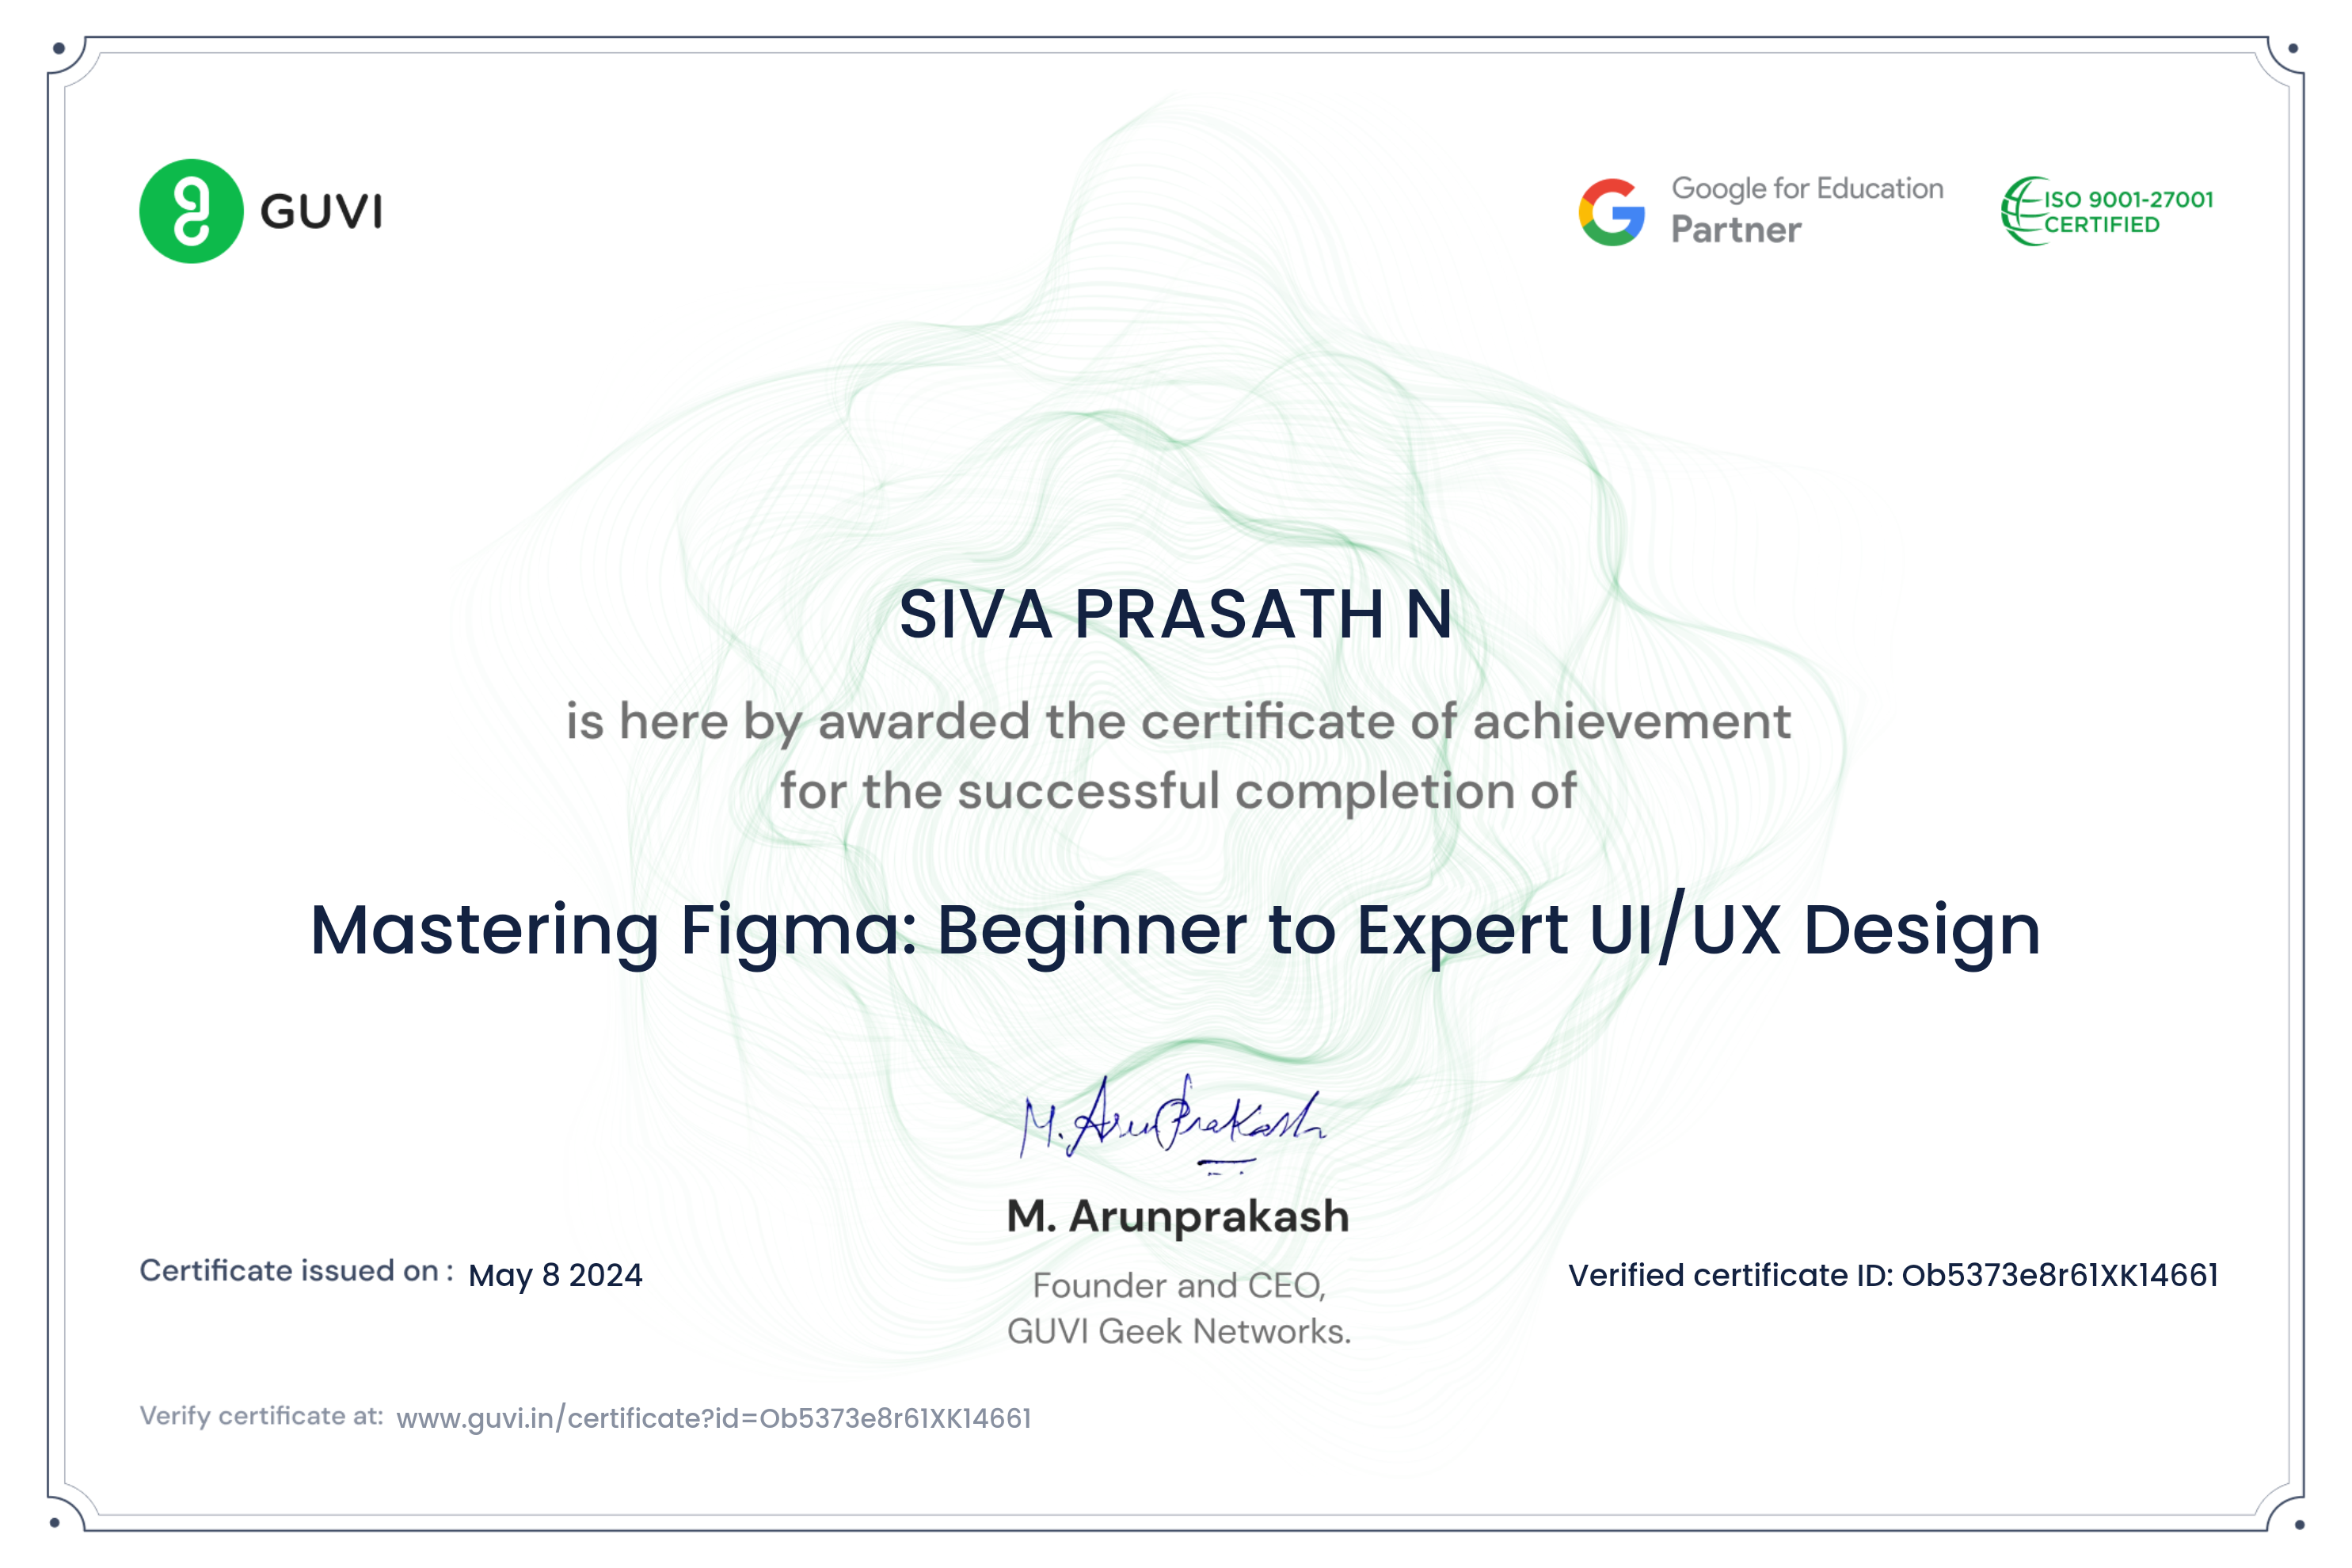 GUVI
Google for Education
Partner
ISO 9001-27001
CERTIFIED
SIVA PRASATH N
is here by awarded the certificate of achievement
for the successful completion of
Mastering Figma: Beginner to Expert UI/UX Design
M. ArunPrakash
M. Arunprakash
Founder and CEO,
GUVI Geek Networks.
Certificate issued on : May 8 2024
Verified certificate ID: Ob5373e8r61XK14661
Verify certificate at: www.guvi.in/certificate?id=Ob5373e8r61XK14661